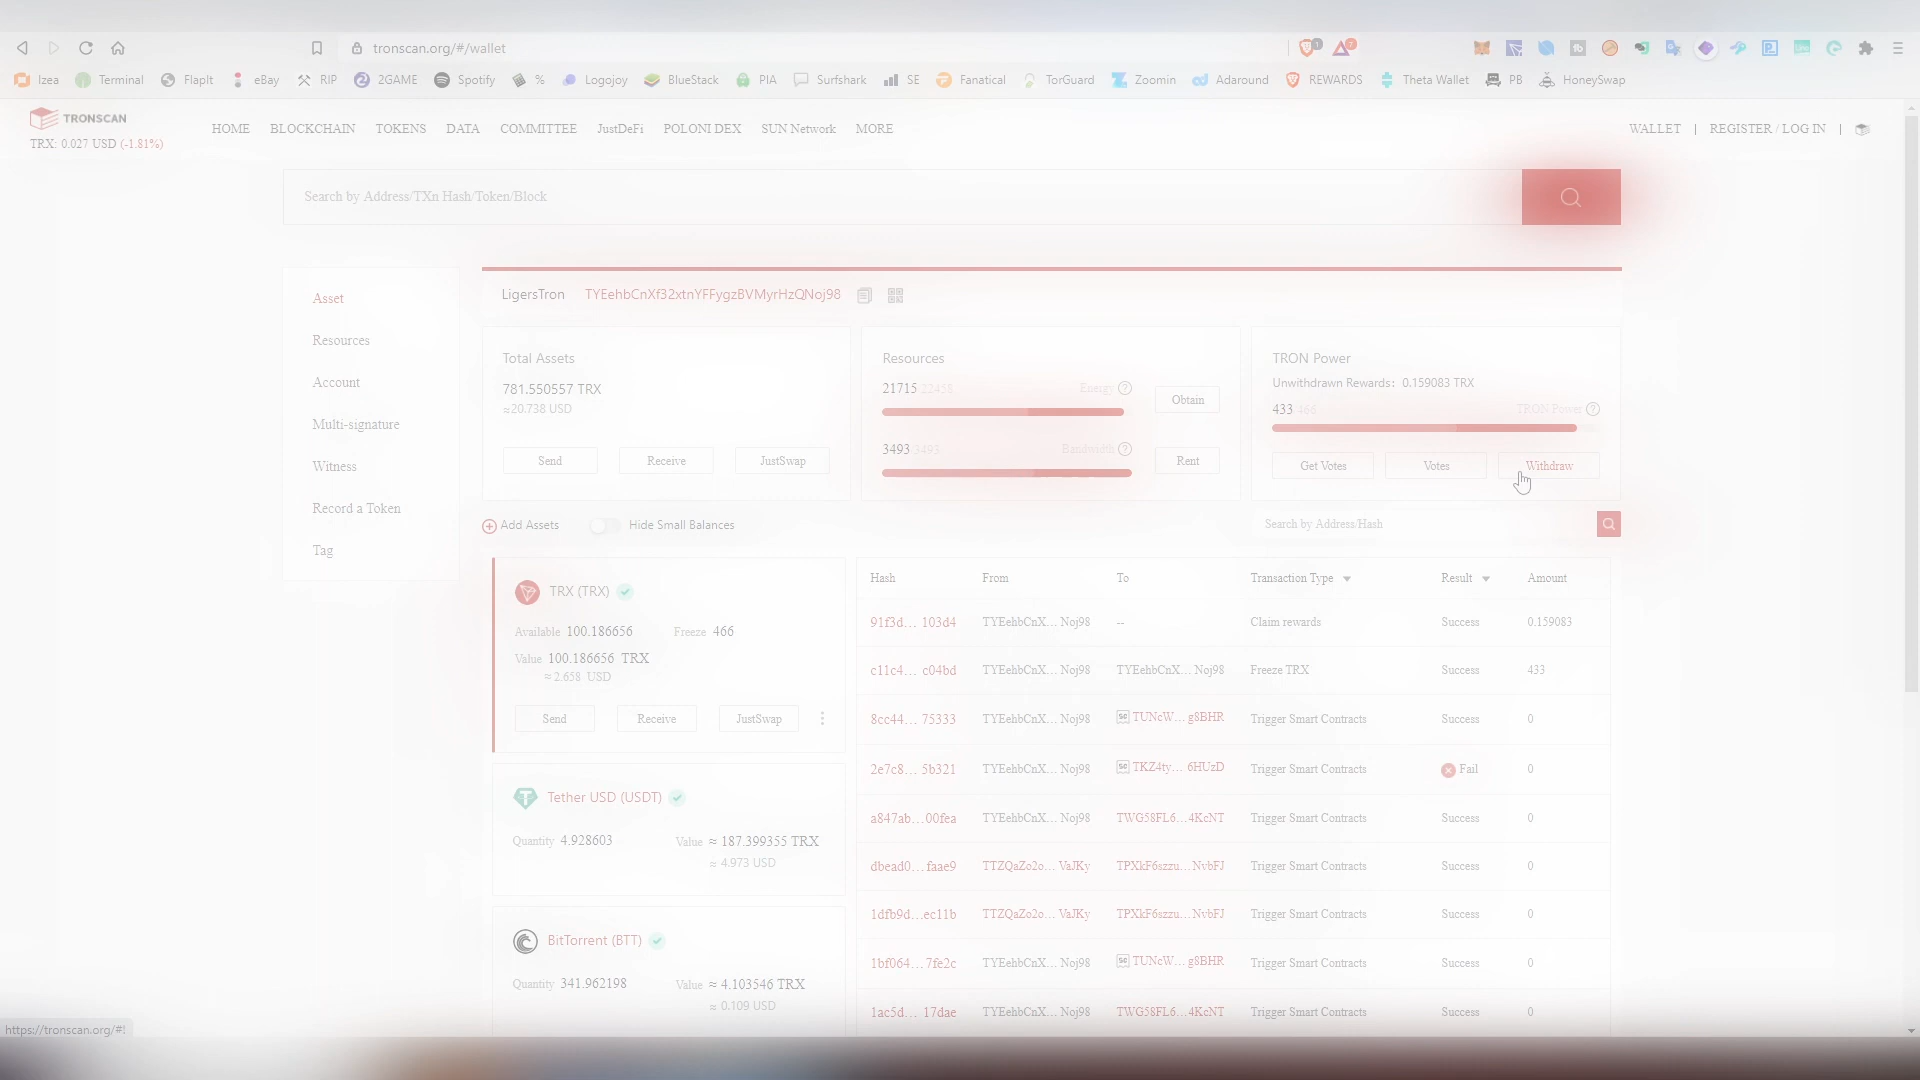 tronscan.org/#/wallet
Izea Terminal FlapIt eBay RIP 2GAME Spotify % Logojoy BlueStack PIA Surfshark SE Fanatical TorGuard Zoomin Adaround REWARDS Theta Wallet PB HoneySwap
TRONSCAN
TRX: 0.027 USD (-1.81%)
HOME BLOCKCHAIN TOKENS DATA COMMITTEE JustDeFi POLONI DEX SUN Network MORE
WALLET | REGISTER / LOG IN |
Search by Address/TXn Hash/Token/Block
Asset
Resources
Account
Multi-signature
Witness
Record a Token
Tag
LigersTron TYEehbCnXf32xtnYFFygzBVMyrHzQNoj98
Total Assets
781.550557 TRX
≈20.738 USD
Send Receive JustSwap
Resources
21715/22458 Energy ?
Obtain
3493/3495 Bandwidth ?
Rent
TRON Power
Unwithdrawn Rewards: 0.159083 TRX
433/466 TRON Power ?
Get Votes Votes Withdraw
Add Assets Hide Small Balances
Search by Address/Hash
TRX (TRX)
Available 100.186656 Freeze 466
Value 100.186656 TRX
≈ 2.658 USD
Send Receive JustSwap
Tether USD (USDT)
Quantity 4.928603 Value ≈ 187.399355 TRX
≈ 4.973 USD
BitTorrent (BTT)
Quantity 341.962198 Value ≈ 4.103546 TRX
≈ 0.109 USD
Hash From To Transaction Type Result Amount
91f3d... 103d4 TYEehbCnX... Noj98 -- Claim rewards Success 0.159083
c11c4... c04bd TYEehbCnX... Noj98 TYEehbCnX... Noj98 Freeze TRX Success 433
8cc44... 75333 TYEehbCnX... Noj98 TUNcW... g8BHR Trigger Smart Contracts Success 0
2e7c8... 5b321 TYEehbCnX... Noj98 TKZ4ty... 6HUzD Trigger Smart Contracts Fail 0
a847ab... 00fea TYEehbCnX... Noj98 TWG58FL6... 4KcNT Trigger Smart Contracts Success 0
dbead0... faae9 TTZQaZo2o... VaJKy TPXkF6szzu... NvbFJ Trigger Smart Contracts Success 0
1dfb9d...ec11b TTZQaZo2o... VaJKy TPXkF6szzu... NvbFJ Trigger Smart Contracts Success 0
1bf064... 7fe2c TYEehbCnX... Noj98 TUNcW... g8BHR Trigger Smart Contracts Success 0
1ac5d... 17dae TYEehbCnX... Noj98 TWG58FL6... 4KcNT Trigger Smart Contracts Success 0
https://tronscan.org/#!